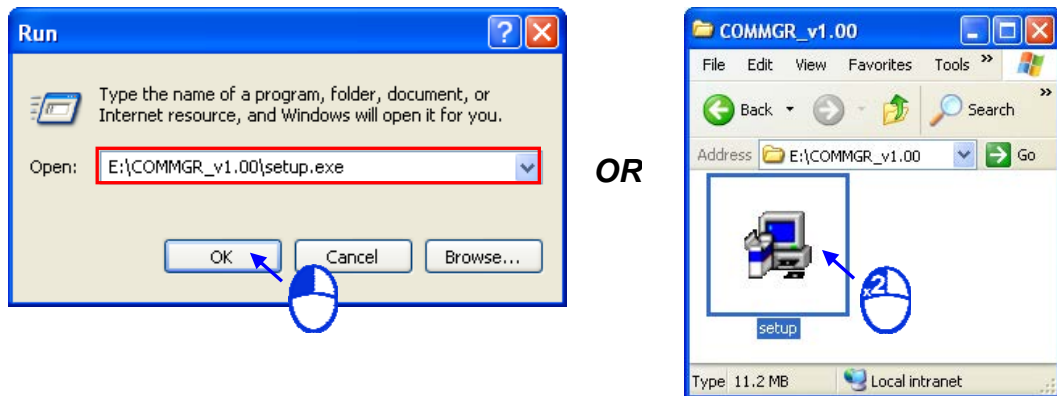 Run
Type the name of a program, folder, document, or
Internet resource, and Windows will open it for you.
Open: E:\COMMGR_v1.00\setup.exe
OK Cancel Browse...
OR
COMMGR_v1.00
File Edit View Favorites Tools »
Back Search »
Address E:\COMMGR_v1.00 Go
x2
setup
Type 11.2 MB Local intranet